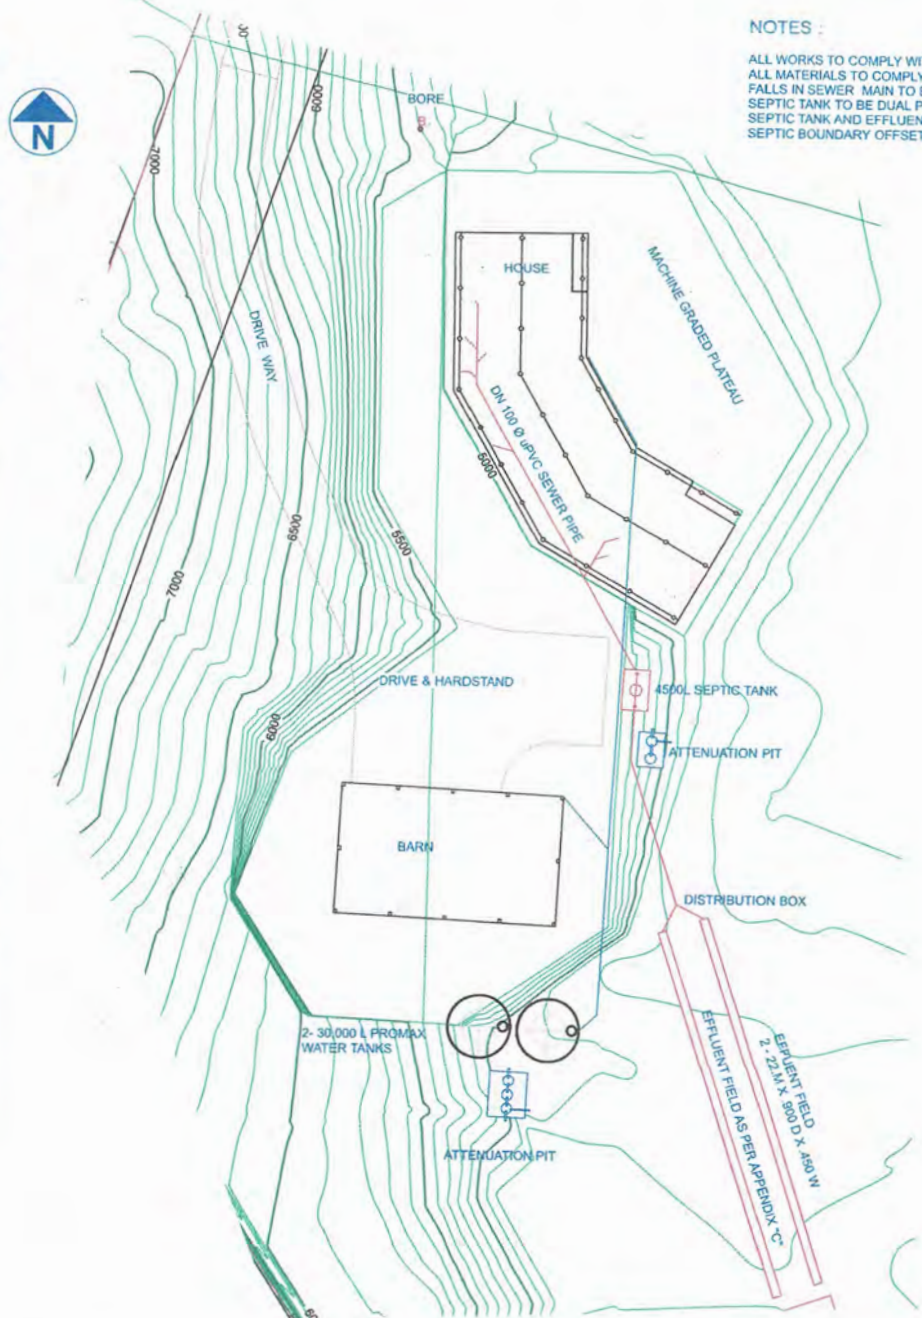 NOTES :
ALL WORKS TO COMPLY WI
ALL MATERIALS TO COMPLY
FALLS IN SEWER MAIN TO B
SEPTIC TANK TO BE DUAL P
SEPTIC TANK AND EFFLUEN
SEPTIC BOUNDARY OFFSET
N
BORE
B
6000
7000
HOUSE
MACHINE GRADED PLATEAU
DRIVE WAY
DN 100 Ø uPVC SEWER PIPE
6000
6500
5500
7000
DRIVE & HARDSTAND
4500L SEPTIC TANK
6000
ATTENUATION PIT
BARN
DISTRIBUTION BOX
2- 30,000 L PROMAX
WATER TANKS
EFFLUENT FIELD AS PER APPENDIX "C"
EFFUENT FIELD
2 - 22.M X 900 D X 450 W
ATTENUATION PIT